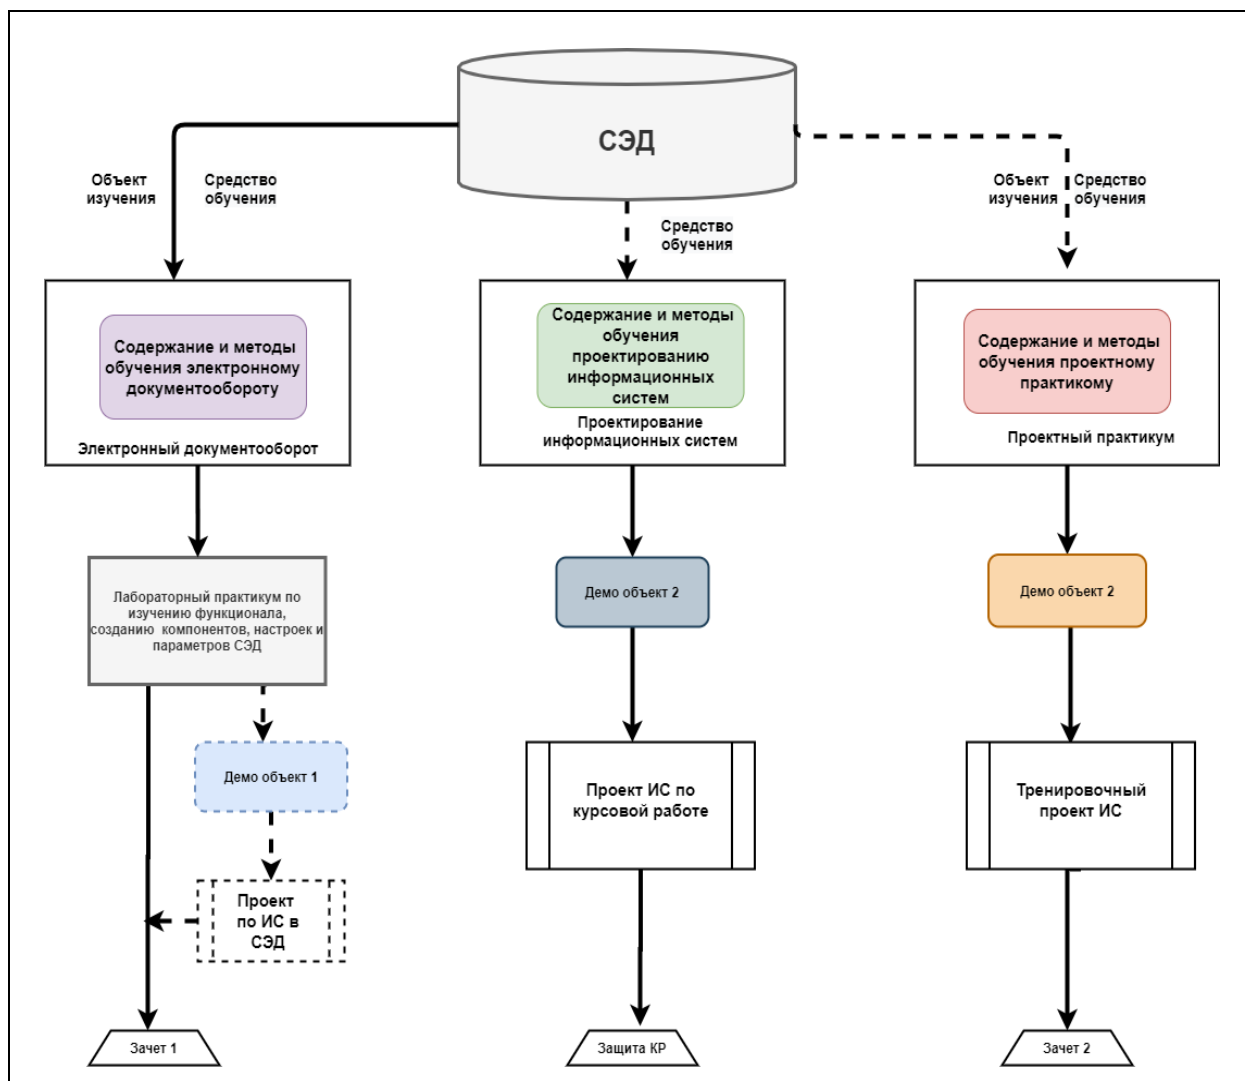 СЭД
Объект
изучения
Средство
обучения
Средство
обучения
Объект
изучения
Средство
обучения
Содержание и методы
обучения электронному
документообороту
Электронный документооборот
Содержание и методы
обучения
проектированию
информационных
систем
Проектирование
информационных систем
Содержание и методы
обучения проектному
практикому
Проектный практикум
Лабораторный практикум по
изучению функционала,
созданию компонентов, настроек и
параметров СЭД
Демо объект 2
Демо объект 2
Демо объект 1
Проект ИС по
курсовой работе
Тренировочный
проект ИС
Проект
по ИС в
СЭД
Зачет 1
Защита КР
Зачет 2